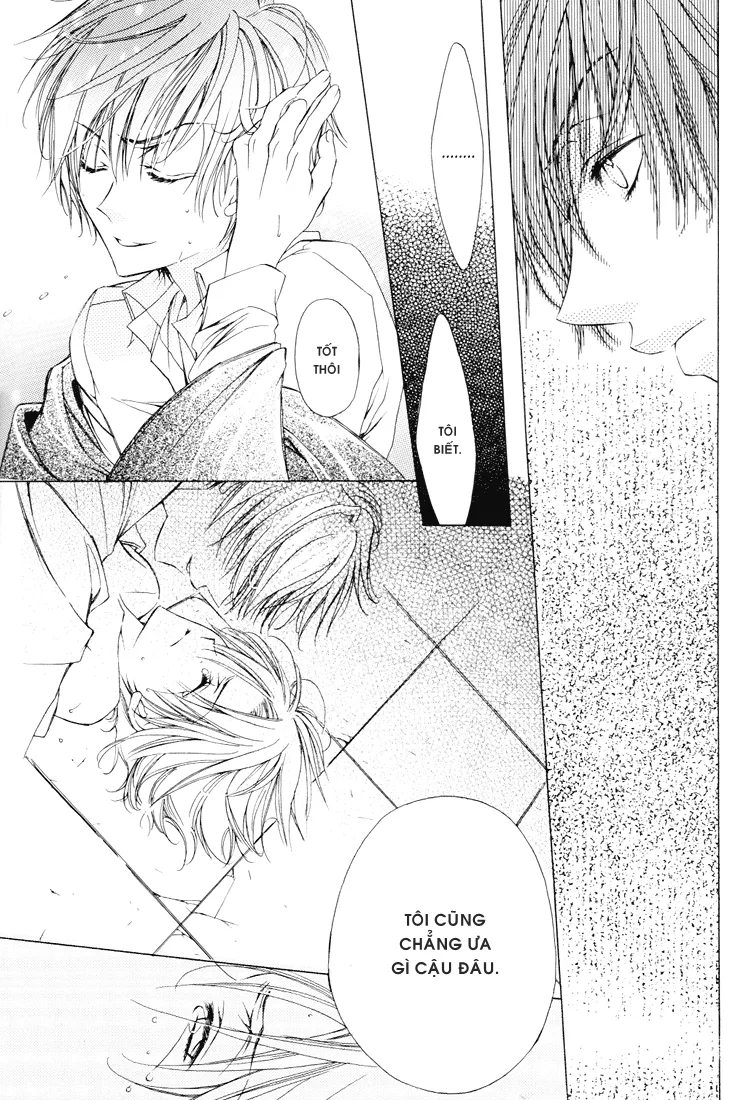 ........
TÔI
BIẾT.
TỐT
THÔI
TÔI CŨNG
CHẲNG ƯA
GÌ CẬU ĐÂU.